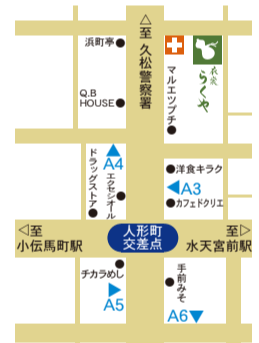 △至 久松警察署
浜町亭
Q.B
HOUSE
マルエツプチ
衣炭
らくや
A4
ドラッグストア
エクセシオール
洋食キラク
A3
カフェドクリエ
◁至
小伝馬町駅
人形町
交差点
至▷
水天宮前駅
チカラめし
A5
手前みそ
A6